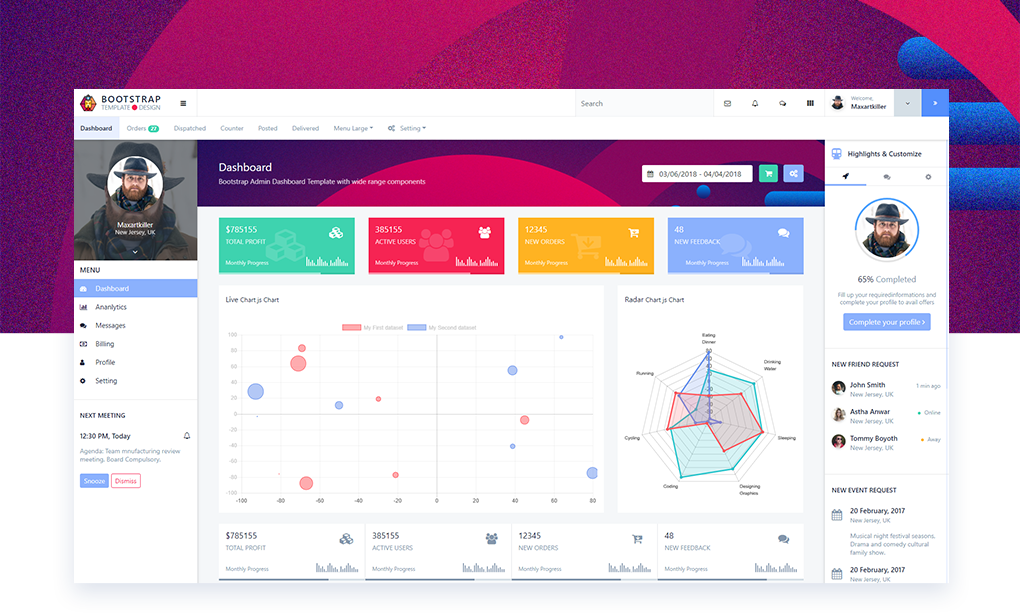 BOOTSTRAP
TEMPLATE DESIGN
Search
Welcome,
Maxartkiller
Dashboard
Orders 27
Dispatched
Counter
Posted
Delivered
Menu Large
Setting
Maxartkiller
New Jersey, UK
MENU
Dashboard
Ananlytics
Messages
Billing
Profile
Setting
NEXT MEETING
12:30 PM, Today
Agenda: Team mnufacturing review
meeting. Board Compulsory.
Snooze
Dismiss
Dashboard
Bootstrap Admin Dashboard Template with wide range components
03/06/2018 - 04/04/2018
$785155
TOTAL PROFIT
Monthly Progress
385155
ACTIVE USERS
Monthly Progress
12345
NEW ORDERS
Monthly Progress
48
NEW FEEDBACK
Monthly Progress
Live Chart js Chart
My First dataset
My Second dataset
100
80
60
40
20
0
-20
-40
-60
-80
-100
-100
-80
-60
-40
-20
0
20
40
60
80
Radar Chart js Chart
Eating
Dinner
Drinking
Water
Sleeping
Designing
Graphics
Coding
Cycling
Running
$785155
TOTAL PROFIT
Monthly Progress
385155
ACTIVE USERS
Monthly Progress
12345
NEW ORDERS
Monthly Progress
48
NEW FEEDBACK
Monthly Progress
Highlights & Customize
65% Completed
Fill up your requiredinformations and
complete your profile to avail offers
Complete your profile ›
NEW FRIEND REQUEST
John Smith
1 min ago
New Jersey, UK
Astha Anwar
Online
New Jersey, UK
Tommy Boyoth
Away
New Jersey, UK
NEW EVENT REQUEST
20 February, 2017
New Jersey, UK
Musical night festival seasons,
Drama and comedy cultural
family show.
20 February, 2017
New Jersey, UK